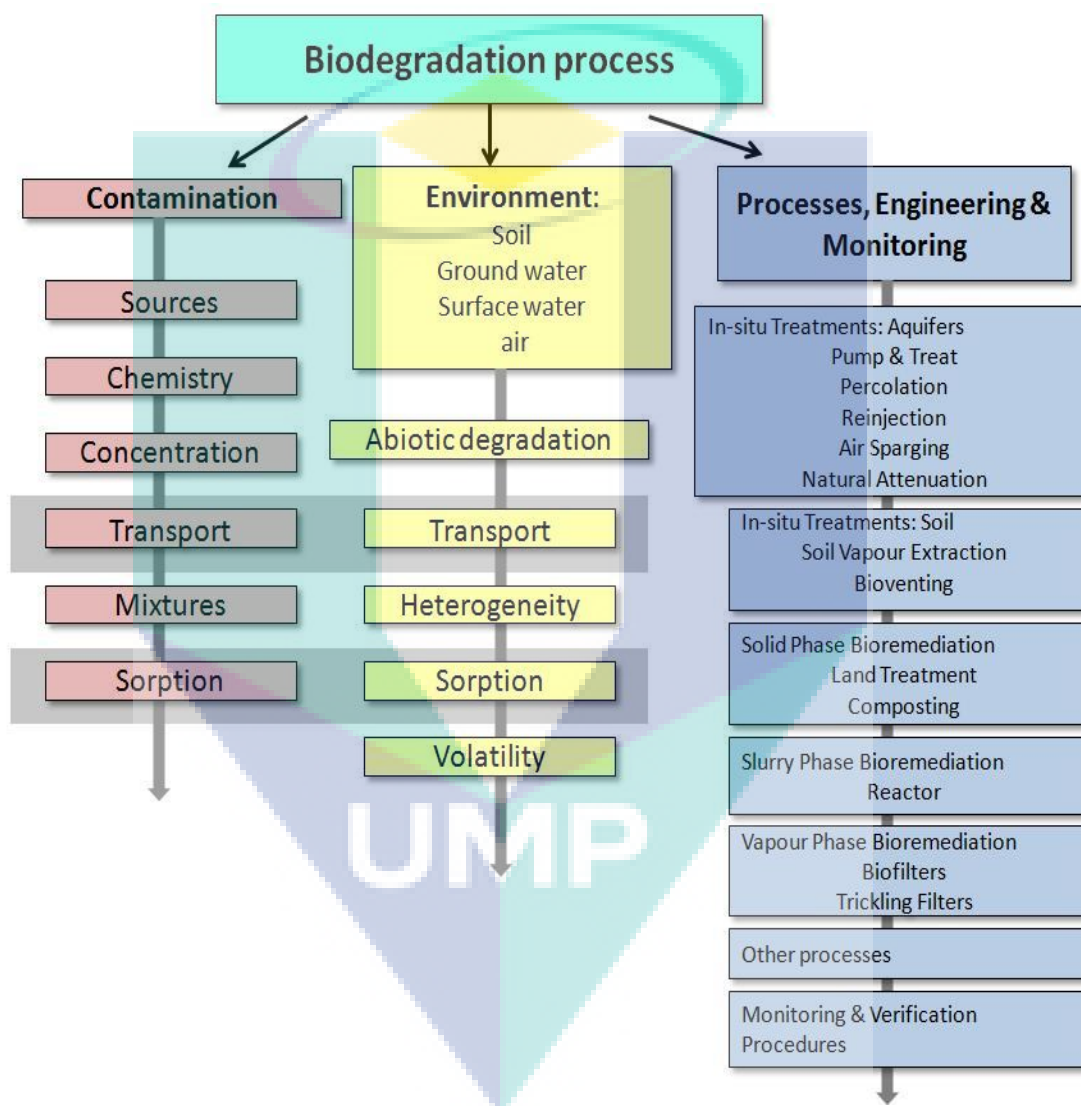 Biodegradation process
Contamination
Sources
Chemistry
Concentration
Transport
Mixtures
Sorption
Environment:
Soil
Ground water
Surface water
air
Abiotic degradation
Transport
Heterogeneity
Sorption
Volatility
Processes, Engineering &
Monitoring
In-situ Treatments: Aquifers
Pump & Treat
Percolation
Reinjection
Air Sparging
Natural Attenuation
In-situ Treatments: Soil
Soil Vapour Extraction
Bioventing
Solid Phase Bioremediation
Land Treatment
Composting
Slurry Phase Bioremediation
Reactor
Vapour Phase Bioremediation
Biofilters
Trickling Filters
Other processes
Monitoring & Verification
Procedures
UMP